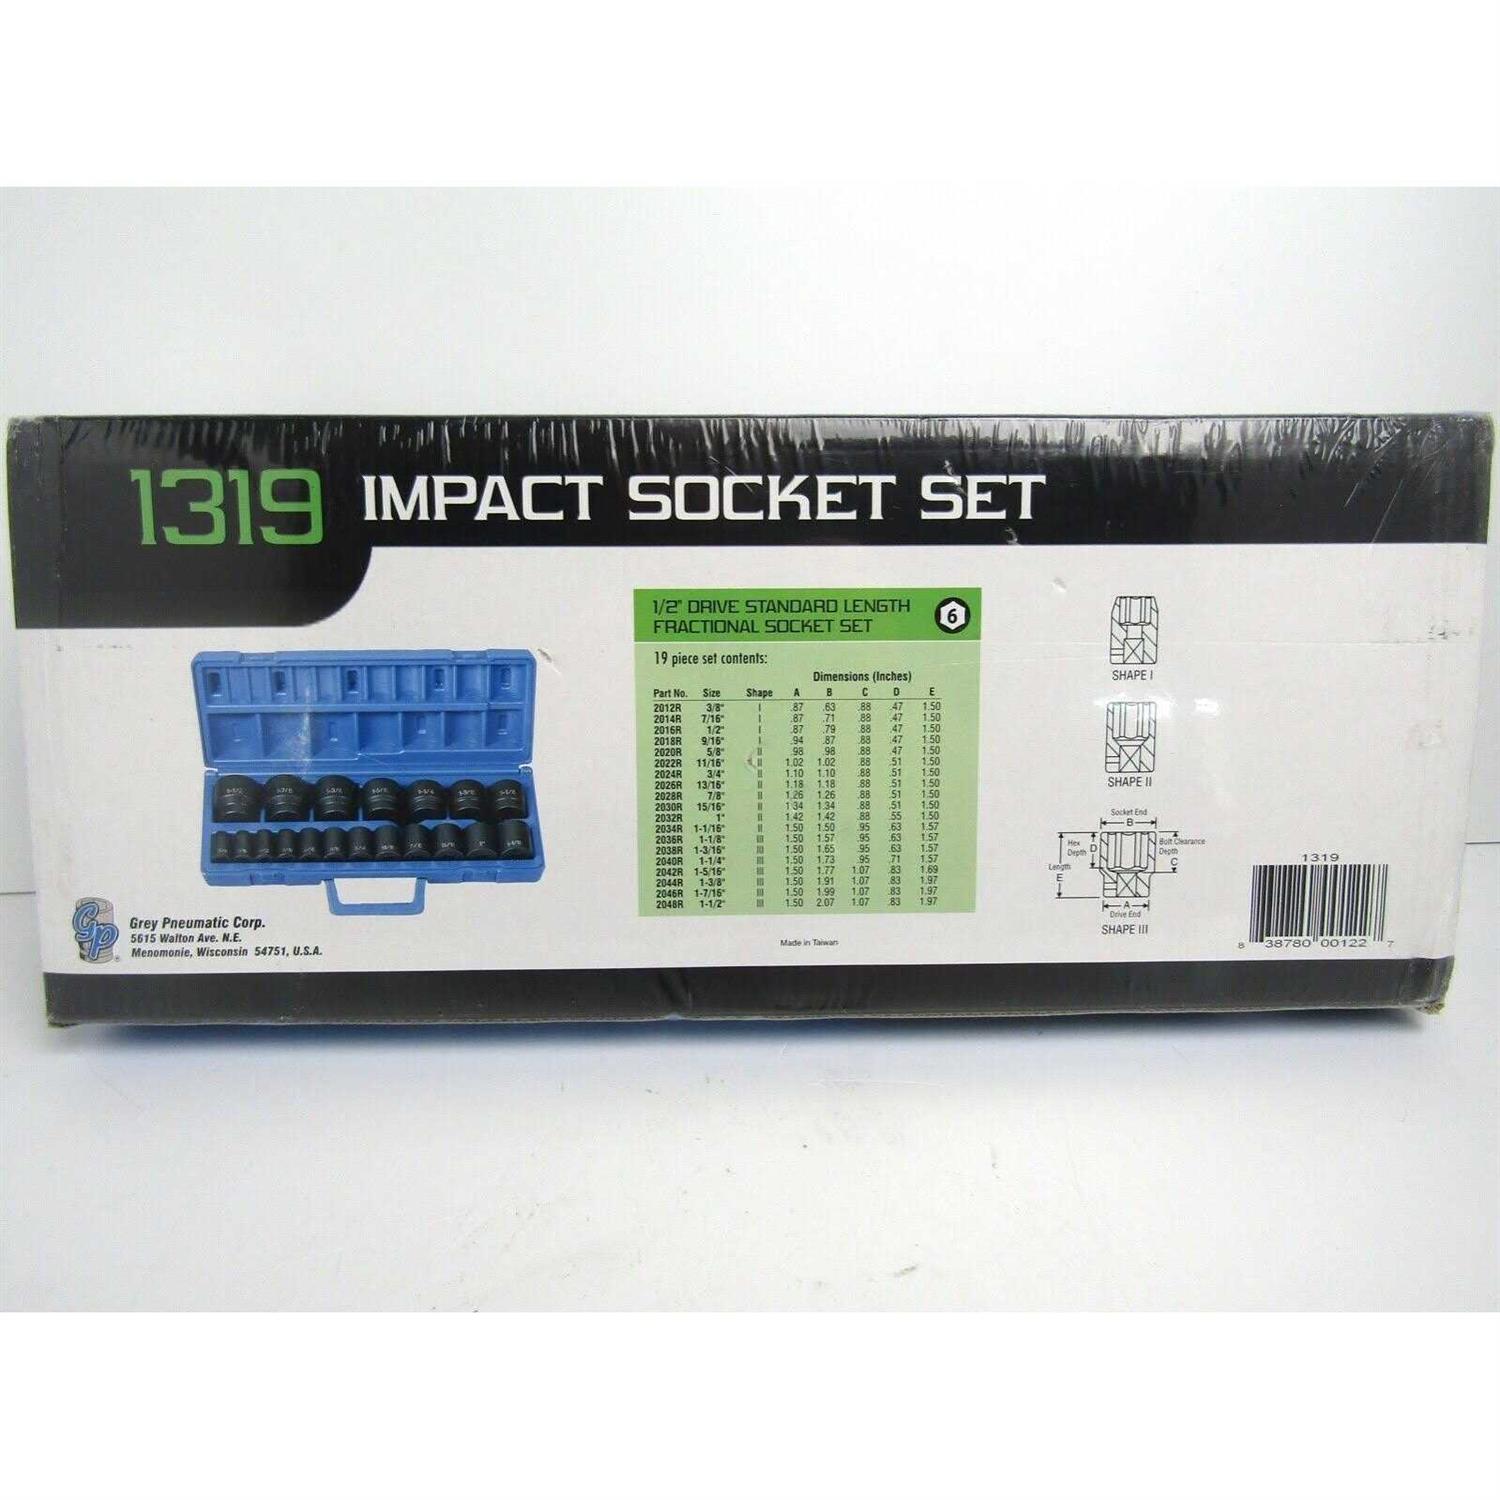 1319 IMPACT SOCKET SET
1/2" DRIVE STANDARD LENGTH
FRACTIONAL SOCKET SET
6
19 piece set contents:
Dimensions (Inches)
Part No. Size Shape A B C D E
2012R 3/8" I .87 .63 .88 .47 1.50
2014R 7/16" I .87 .71 .88 .47 1.50
2016R 1/2" I .87 .79 .88 .47 1.50
2018R 9/16" I .94 .87 .88 .47 1.50
2020R 5/8" II .98 .98 .88 .47 1.50
2022R 11/16" II 1.02 1.02 .88 .51 1.50
2024R 3/4" II 1.10 1.10 .88 .51 1.50
2026R 13/16" II 1.18 1.18 .88 .51 1.50
2028R 7/8" II 1.26 1.26 .88 .51 1.50
2030R 15/16" II 1.34 1.34 .88 .51 1.50
2032R 1" II 1.42 1.42 .88 .55 1.50
2034R 1-1/16" II 1.50 1.50 .95 .63 1.57
2036R 1-1/8" III 1.50 1.57 .95 .63 1.57
2038R 1-3/16" III 1.50 1.65 .95 .63 1.57
2040R 1-1/4" III 1.50 1.73 .95 .71 1.57
2042R 1-5/16" III 1.50 1.77 1.07 .83 1.69
2044R 1-3/8" III 1.50 1.91 1.07 .83 1.97
2046R 1-7/16" III 1.50 1.99 1.07 .83 1.97
2048R 1-1/2" III 1.50 2.07 1.07 .83 1.97
Made in Taiwan
SHAPE I
SHAPE II
Socket End
B
Hex Depth D
Bolt Clearance Depth
C
Length
E
A
Drive End
SHAPE III
1319
8 38780 00122 7
GP ®
Grey Pneumatic Corp.
5615 Walton Ave. N.E.
Menomonie, Wisconsin 54751, U.S.A.